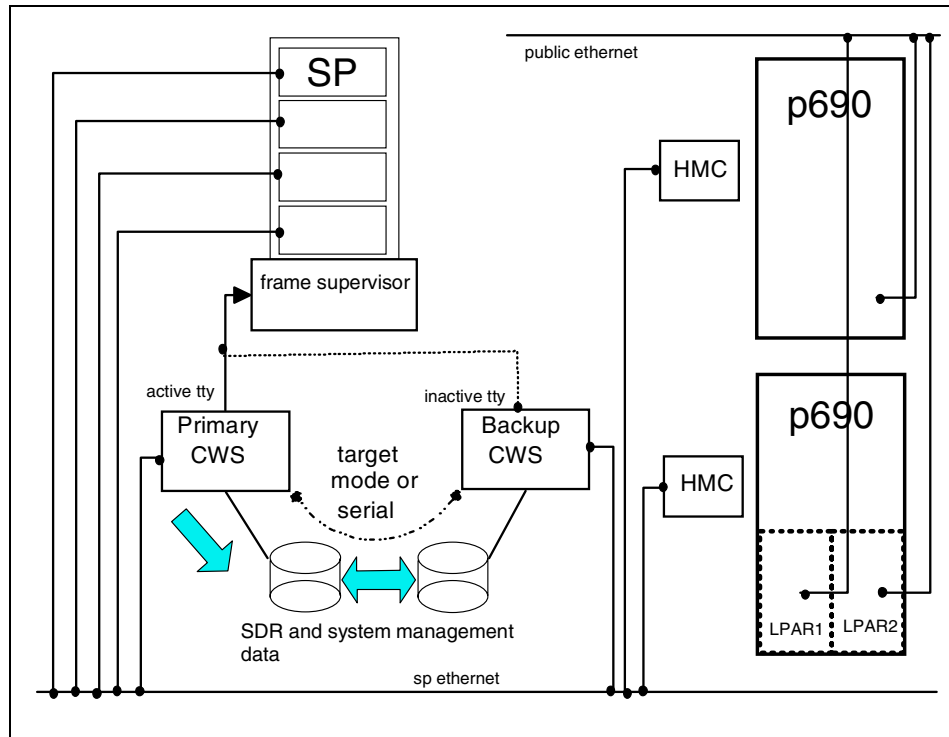 public ethernet
SP
p690
HMC
frame supervisor
active tty
inactive tty
Primary
CWS
Backup
CWS
target
mode or
serial
p690
HMC
SDR and system management
data
LPAR1
LPAR2
sp ethernet